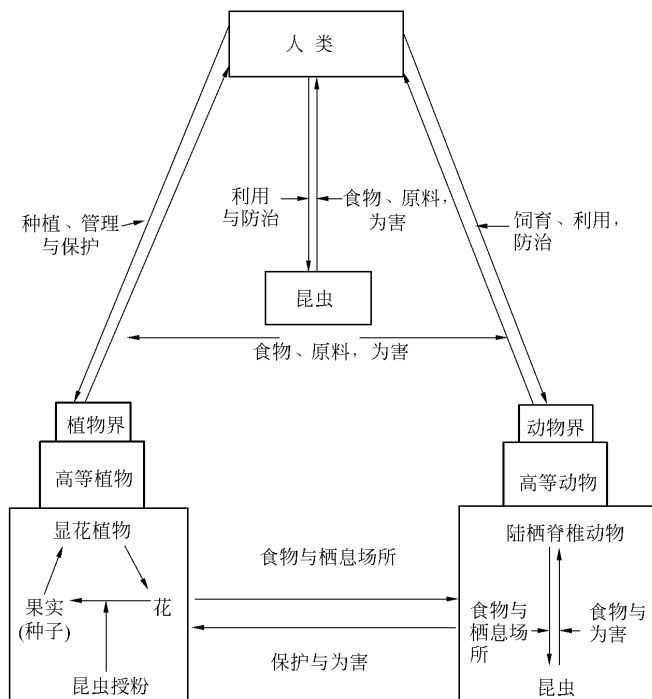 人类
种植、管理
与保护
利用
与防治
食物、原料，
为害
饲育、利用，
防治
昆虫
食物、原料，为害
植物界
动物界
高等植物
高等动物
显花植物
陆栖脊椎动物
食物与栖息场所
果实
(种子)
花
食物与
栖息场
所
食物与
为害
保护与为害
昆虫授粉
昆虫